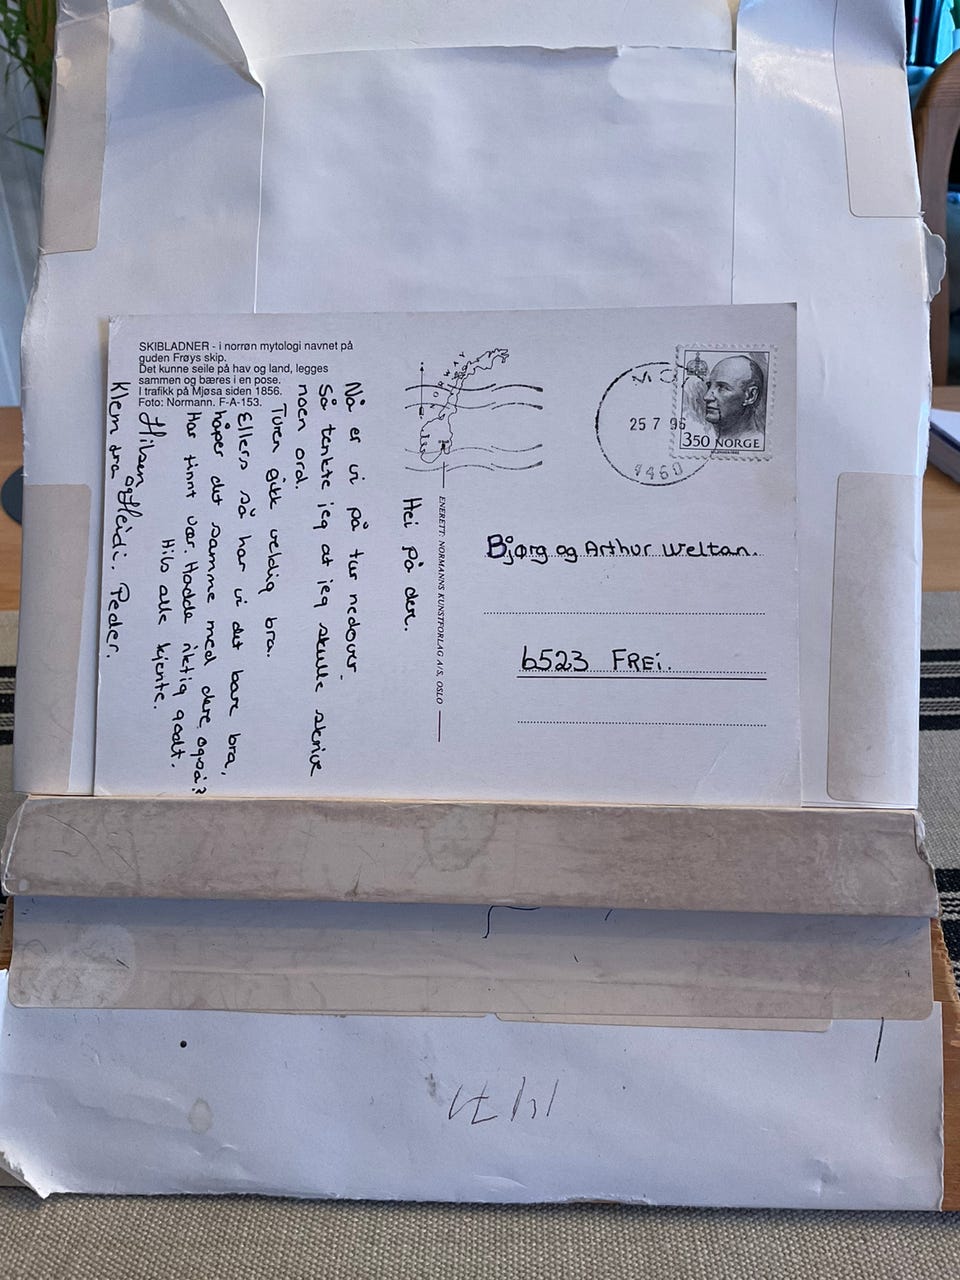 SKIBLADNER - i norrøn mytologi navnet på
guden Frøys skip.
Det kunne seile på hav og land, legges
sammen og bæres i en pose.
I trafikk på Mjøsa siden 1856.
Foto: Normann. F-A-153.
Hei på der.
Nå er vi på tur nedover.
Så tenkte jeg at jeg skulle skrive
noen ord.
Turen gikk veldig bra.
Ellers så har vi det bare bra,
håper det samme med dere også?
Har finnt vær. Hadde riktig godt.
Hils alle kjente.
Hilsen
Klem fra og Heidi. Peder.
NORWAY
ENERETT: NORMANNS KUNSTFORLAG A/S, OSLO
25 7 96
3.50 NORGE
Bjørg og Arthur Weltan.
6523 FREi.